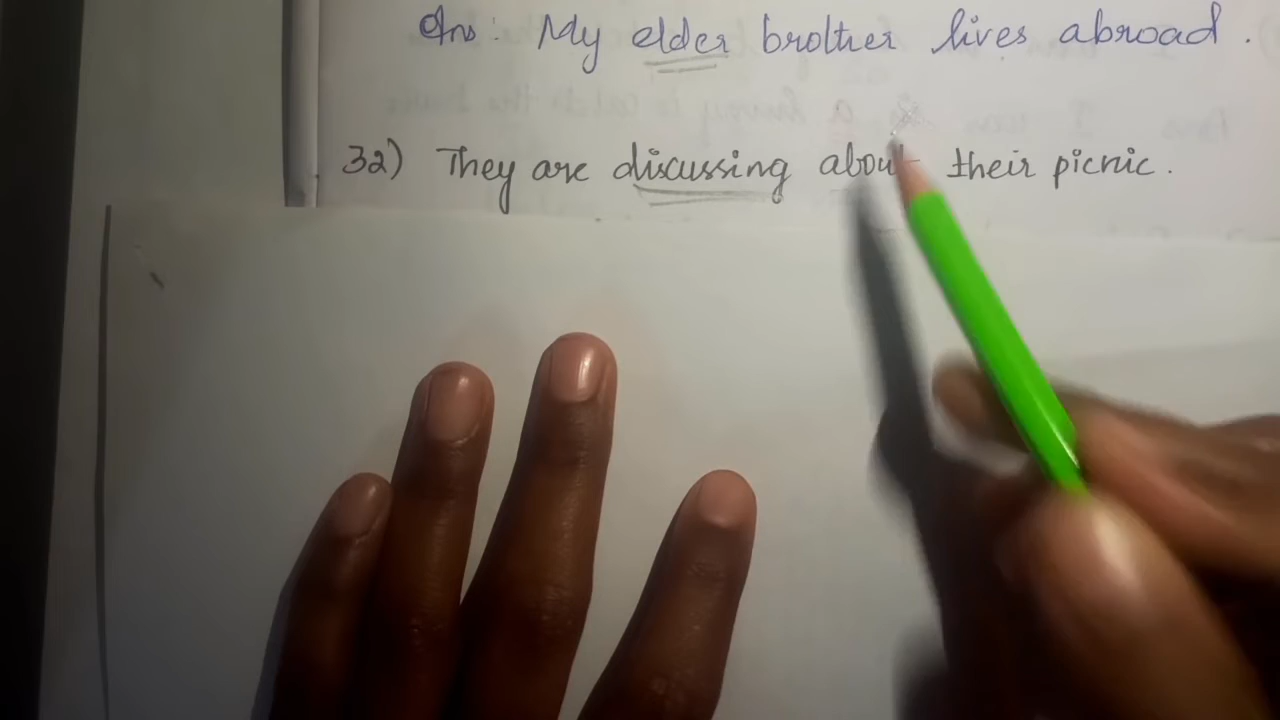 Ans: My elder brother lives abroad.
32) They are discussing about their picnic.